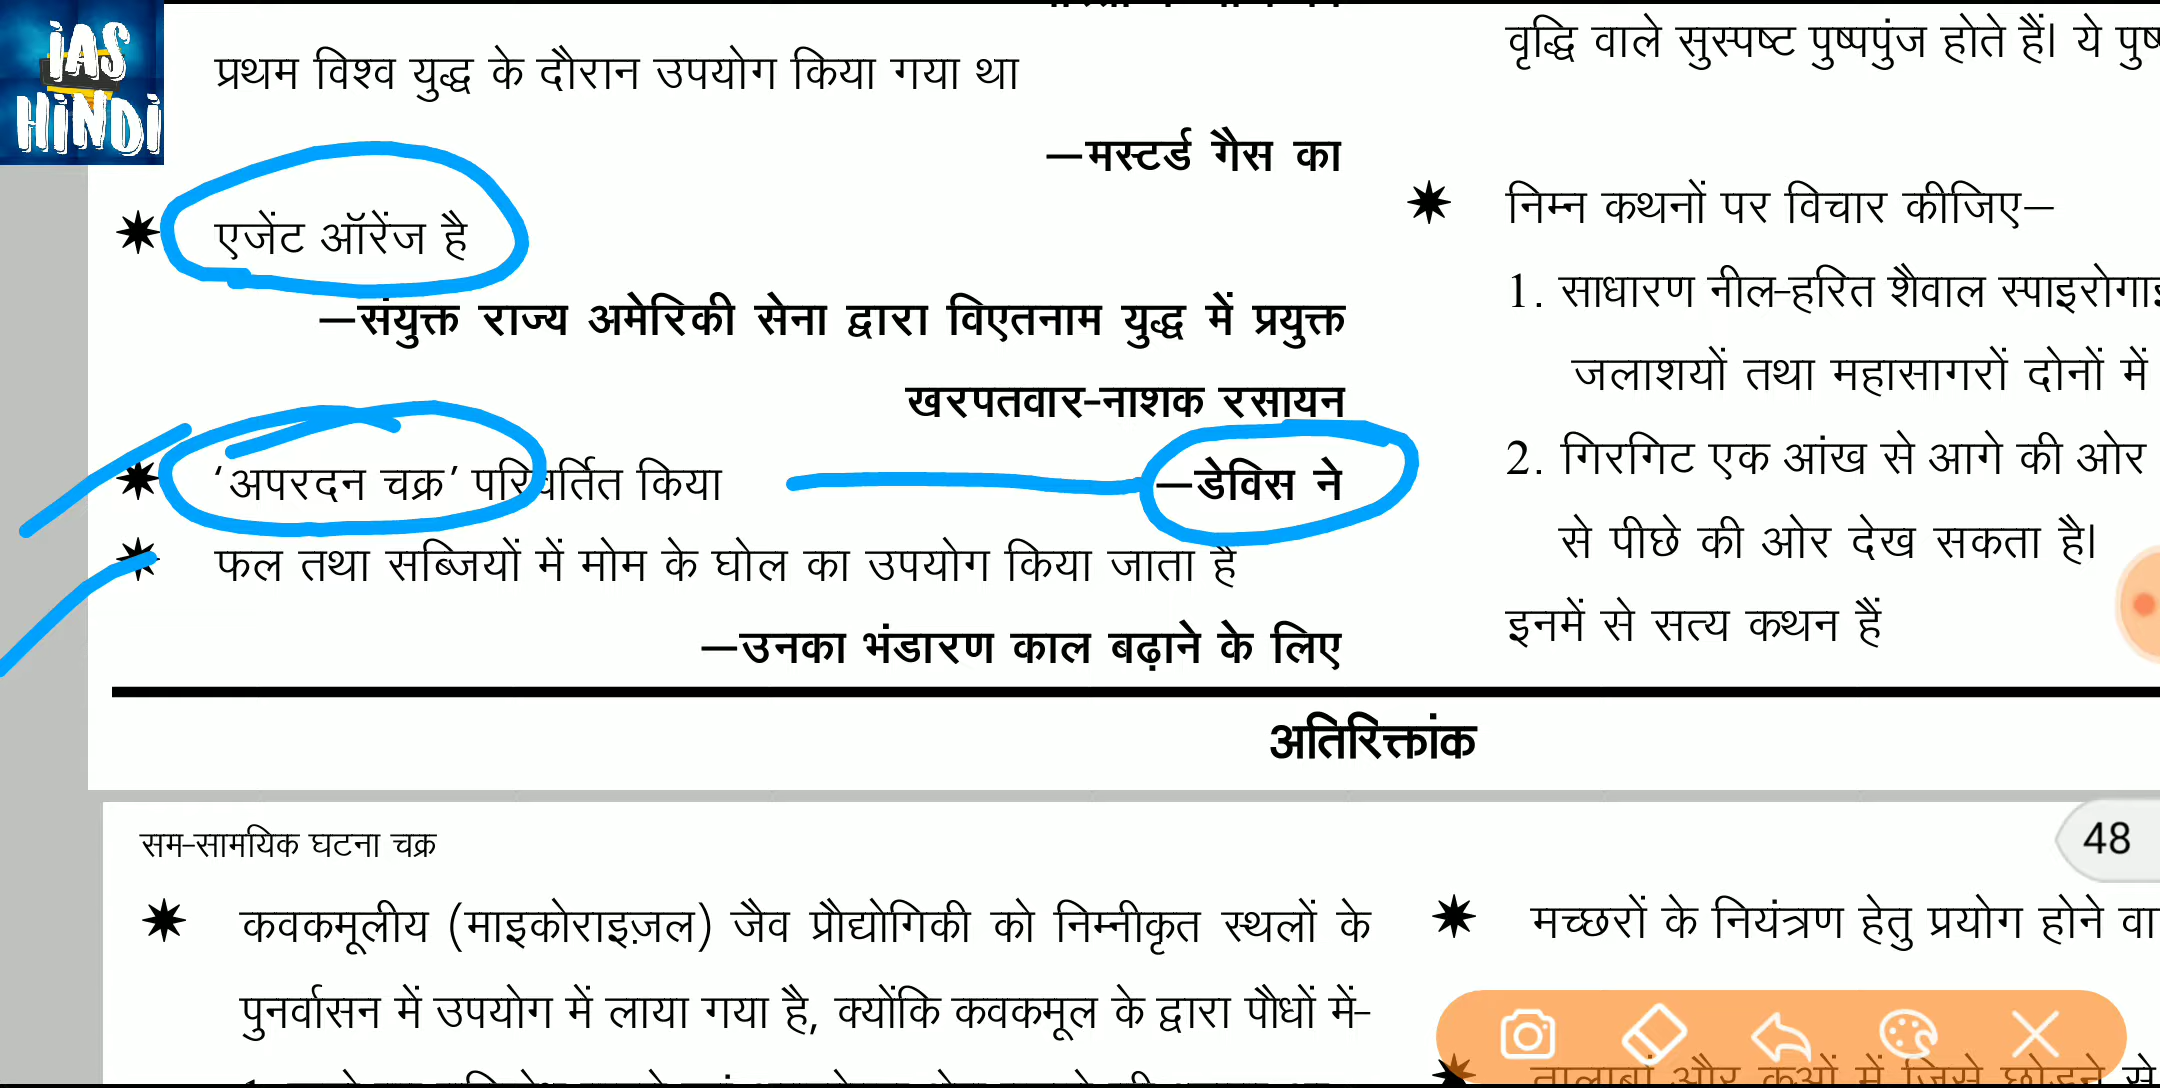 iAS
HiNDi
प्रथम विश्व युद्ध के दौरान उपयोग किया गया था
—मस्टर्ड गैस का
एजेंट ऑरेंज है
—संयुक्त राज्य अमेरिकी सेना द्वारा विएतनाम युद्ध में प्रयुक्त
खरपतवार-नाशक रसायन
‘अपरदन चक्र’ परिवर्तित किया —डेविस ने
फल तथा सब्जियों में मोम के घोल का उपयोग किया जाता है
—उनका भंडारण काल बढ़ाने के लिए
वृद्धि वाले सुस्पष्ट पुष्पपुंज होते हैं। ये
निम्न कथनों पर विचार कीजिए—
1. साधारण नील-हरित शैवाल
जलाशयों तथा महासागरों दोनों में
2. गिरगिट एक आंख से आगे की ओर
से पीछे की ओर देख सकता है।
इनमें से सत्य कथन हैं
अतिरिक्तांक
सम-सामयिक घटना चक्र
48
कवकमूलीय (माइकोराइज़ल) जैव प्रौद्योगिकी को निम्नीकृत स्थलों के
पुनर्वासन में उपयोग में लाया गया है, क्योंकि कवकमूल के द्वारा पौधों में-
मच्छरों के नियंत्रण हेतु प्रयोग होने
तालाबों और कुओं में जिसे छोड़ने से